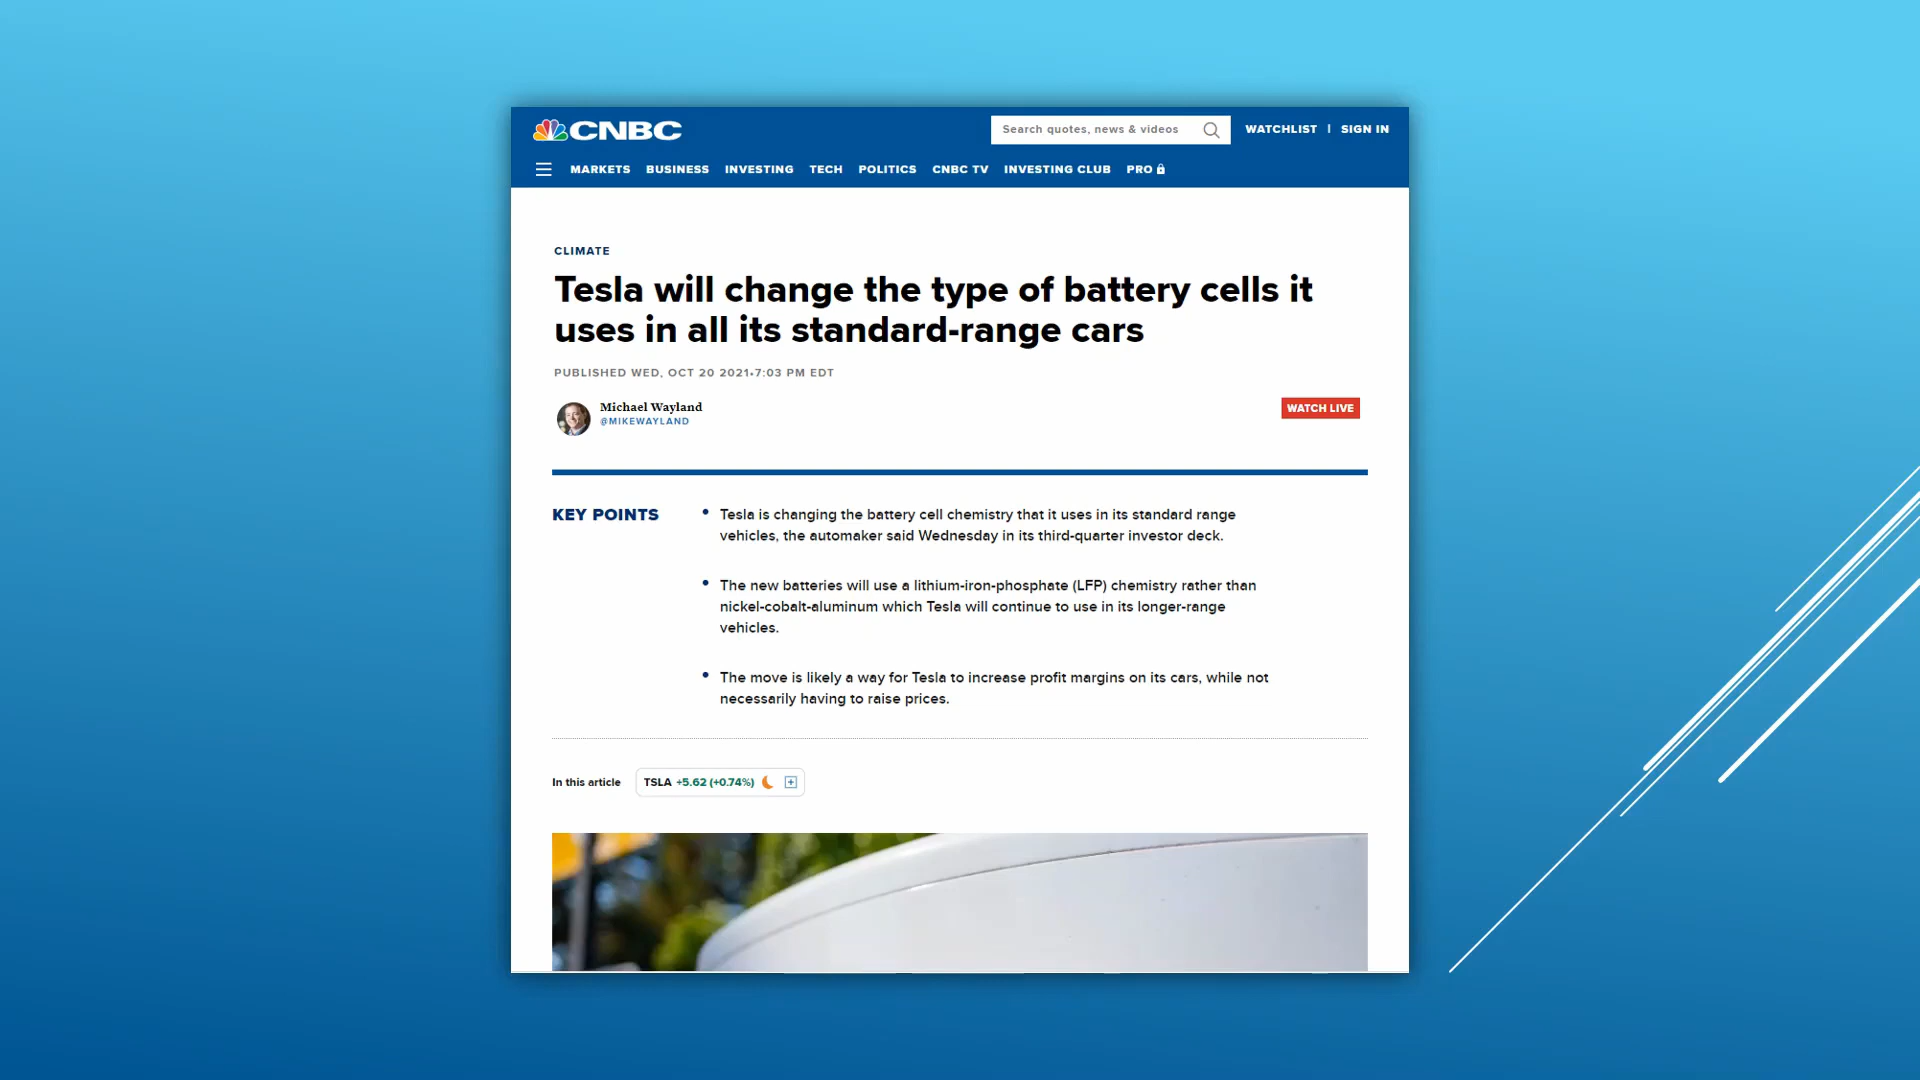 CNBC
Search quotes, news & videos
WATCHLIST | SIGN IN
MARKETS BUSINESS INVESTING TECH POLITICS CNBC TV INVESTING CLUB PRO
CLIMATE
Tesla will change the type of battery cells it
uses in all its standard-range cars
PUBLISHED WED, OCT 20 2021•7:03 PM EDT
Michael Wayland
@MIKEWAYLAND
WATCH LIVE
KEY POINTS
• Tesla is changing the battery cell chemistry that it uses in its standard range
vehicles, the automaker said Wednesday in its third-quarter investor deck.
• The new batteries will use a lithium-iron-phosphate (LFP) chemistry rather than
nickel-cobalt-aluminum which Tesla will continue to use in its longer-range
vehicles.
• The move is likely a way for Tesla to increase profit margins on its cars, while not
necessarily having to raise prices.
In this article
TSLA +5.62 (+0.74%)